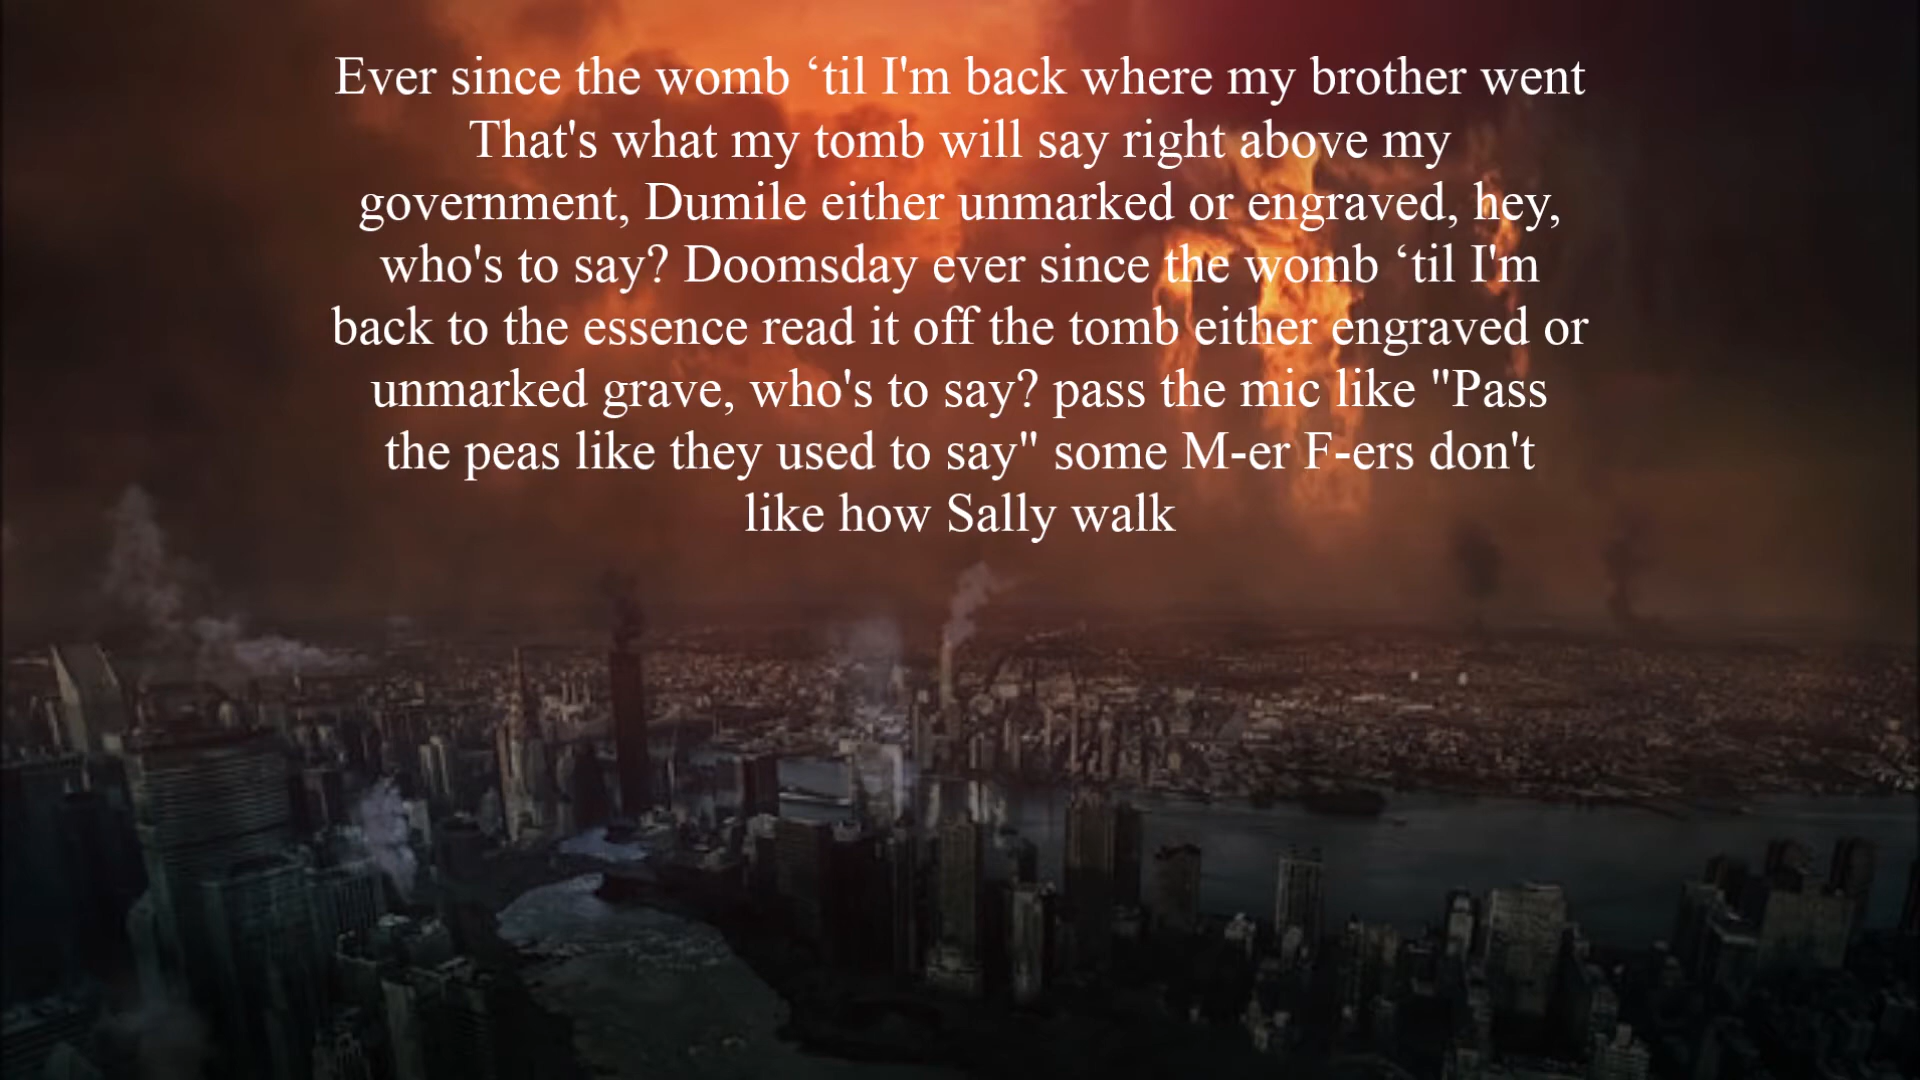 Ever since the womb ‘til I'm back where my brother went
That's what my tomb will say right above my
government, Dumile either unmarked or engraved, hey,
who's to say? Doomsday ever since the womb ‘til I'm
back to the essence read it off the tomb either engraved or
unmarked grave, who's to say? pass the mic like "Pass
the peas like they used to say" some M-er F-ers don't
like how Sally walk